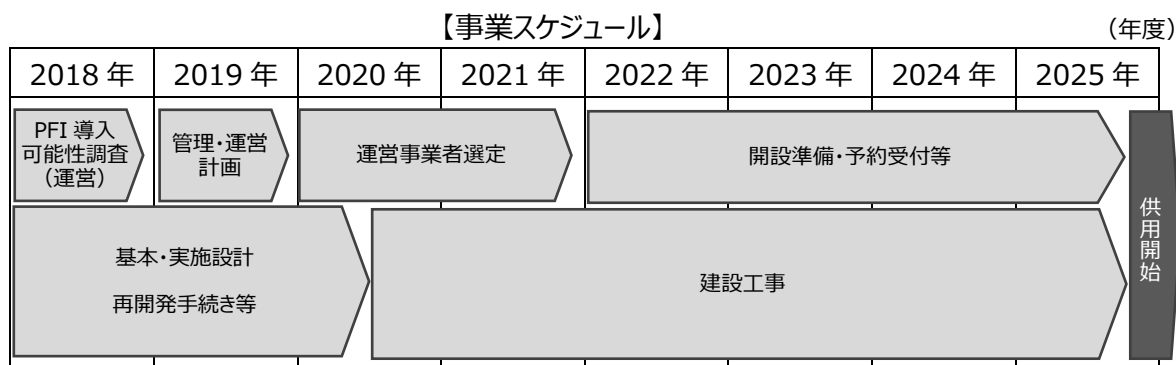 【事業スケジュール】
（年度）
2018 年 2019 年 2020 年 2021 年 2022 年 2023 年 2024 年 2025 年
PFI 導入
可能性調査
（運営）
管理・運営
計画
運営事業者選定
開設準備・予約受付等
基本・実施設計
再開発手続き等
建設工事
供用開始